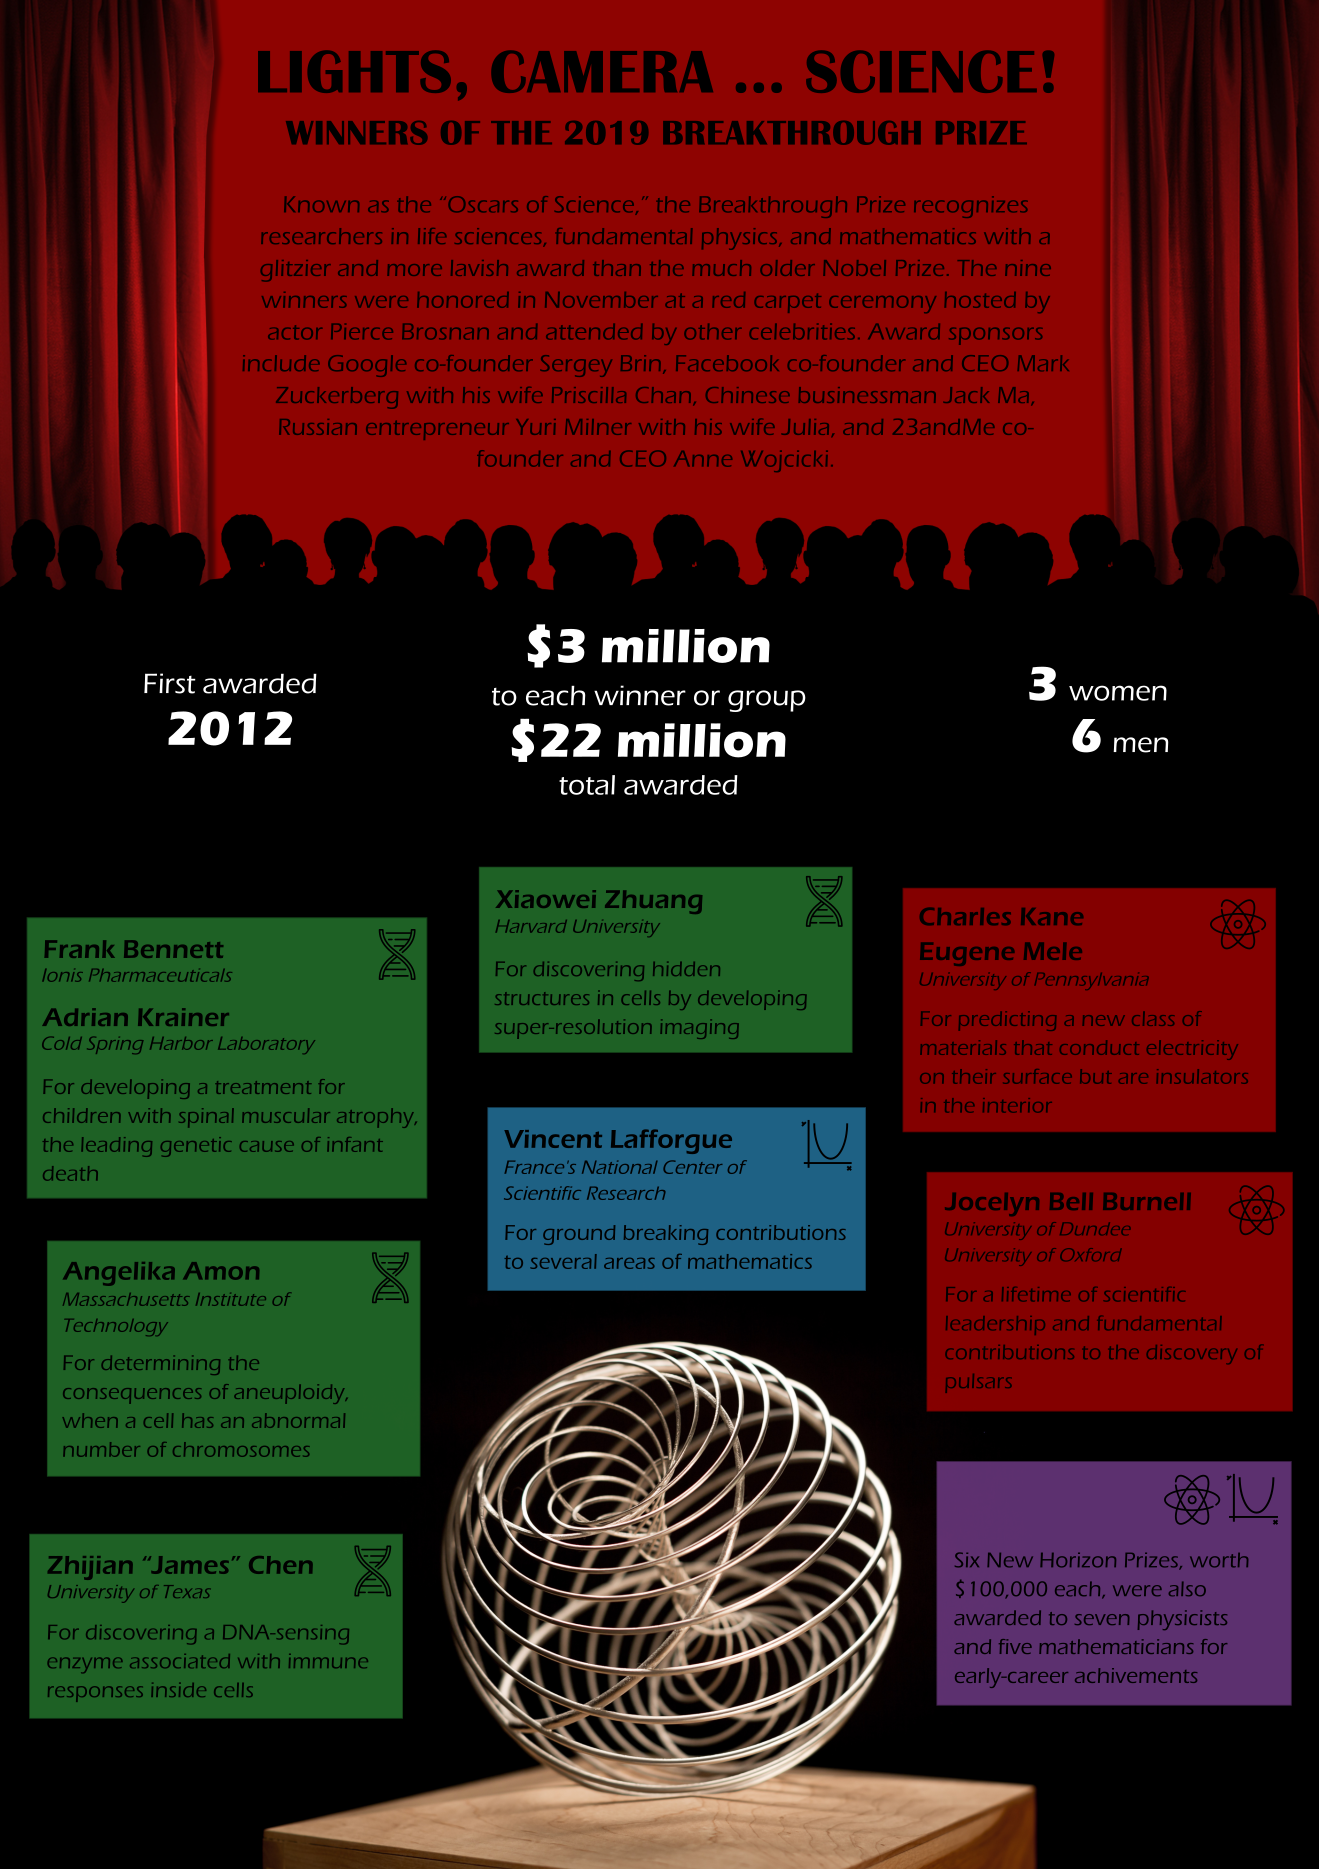 LIGHTS, CAMERA ... SCIENCE!
WINNERS OF THE 2019 BREAKTHROUGH PRIZE
Known as the “Oscars of Science,” the Breakthrough Prize recognizes
researchers in life sciences, fundamental physics, and mathematics with a
glitzier and more lavish award than the much older Nobel Prize. The nine
winners were honored in November at a red carpet ceremony hosted by
actor Pierce Brosnan and attended by other celebrities. Award sponsors
include Google co-founder Sergey Brin, Facebook co-founder and CEO Mark
Zuckerberg with his wife Priscilla Chan, Chinese businessman Jack Ma,
Russian entrepreneur Yuri Milner with his wife Julia, and 23andMe co-
founder and CEO Anne Wojcicki.
First awarded
2012
$3 million
to each winner or group
$22 million
total awarded
3 women
6 men
Frank Bennett
Ionis Pharmaceuticals
Adrian Krainer
Cold Spring Harbor Laboratory
For developing a treatment for
children with spinal muscular atrophy,
the leading genetic cause of infant
death
Angelika Amon
Massachusetts Institute of
Technology
For determining the
consequences of aneuploidy,
when a cell has an abnormal
number of chromosomes
Zhijian “James” Chen
University of Texas
For discovering a DNA-sensing
enzyme associated with immune
responses inside cells
Xiaowei Zhuang
Harvard University
For discovering hidden
structures in cells by developing
super-resolution imaging
Vincent Lafforgue
France's National Center of
Scientific Research
For ground breaking contributions
to several areas of mathematics
Charles Kane
Eugene Mele
University of Pennsylvania
For predicting a new class of
materials that conduct electricity
on their surface but are insulators
in the interior
Jocelyn Bell Burnell
University of Dundee
University of Oxford
For a lifetime of scientific
leadership and fundamental
contributions to the discovery of
pulsars
Six New Horizon Prizes, worth
$100,000 each, were also
awarded to seven physicists
and five mathematicians for
early-career achivements